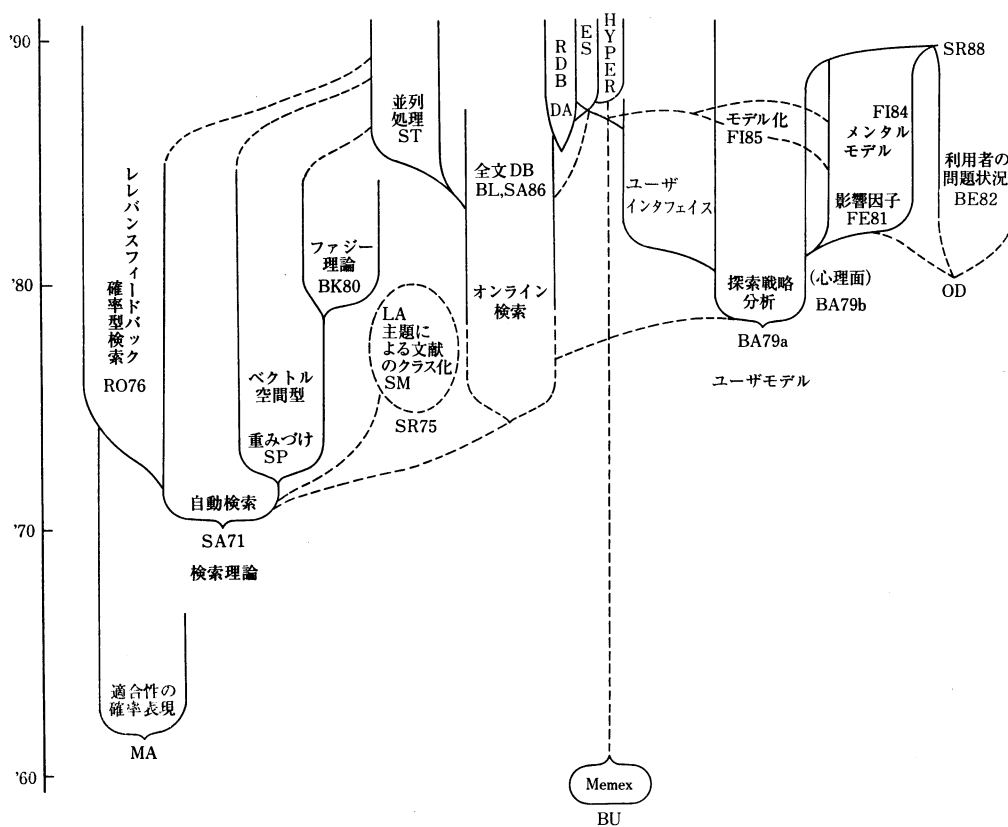 '90
RDB
DA
ES
HYPER
SR88
並列
処理
ST
モデル化
FI85
FI84
メンタル
モデル
利用者の
問題状況
BE82
全文DB
BL,SA86
ユーザ
インタフェイス
影響因子
FE81
レレバンスフィードバック
確率型検索
RO76
ファジー
理論
BK80
'80
オンライン
検索
探索戦略
分析
BA79a
(心理面)
BA79b
OD
LA
主題に
よる文献
のクラス化
SM
SR75
ユーザモデル
ベクトル
空間型
重みづけ
SP
自動検索
SA71
検索理論
'70
適合性の
確率表現
MA
'60
Memex
BU